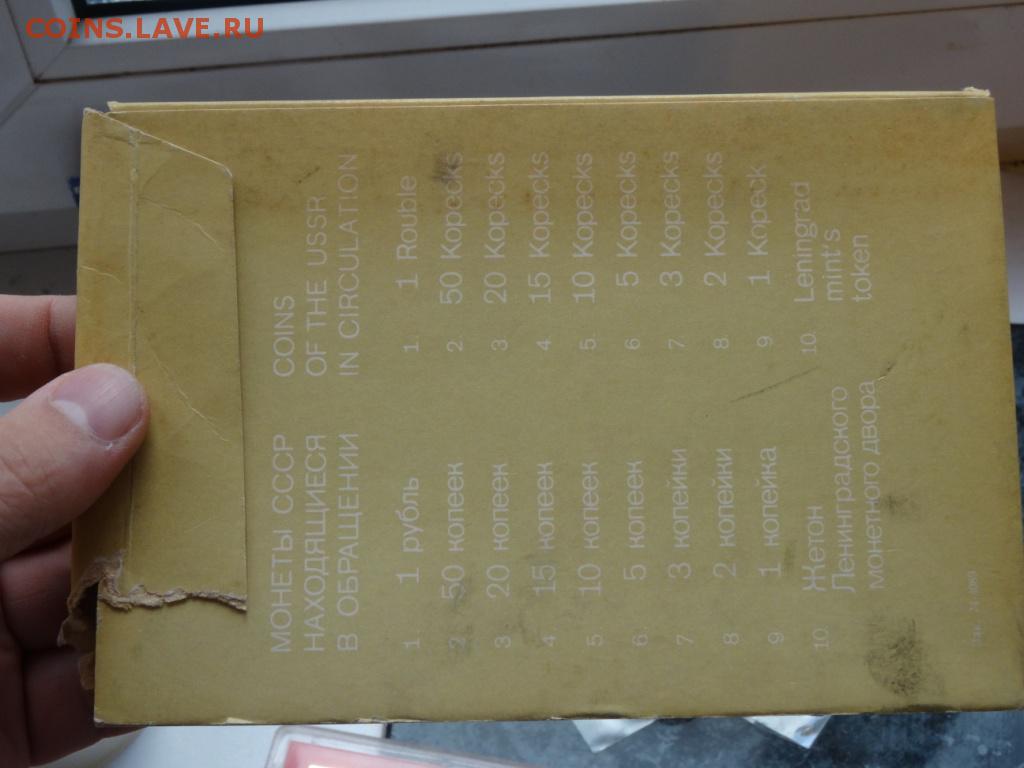 COINS.LAVE.RU
МОНЕТЫ СССР
НАХОДЯЩИЕСЯ
В ОБРАЩЕНИИ
1 1 рубль
2 50 копеек
3 20 копеек
4 15 копеек
5 10 копеек
6 5 копеек
7 3 копейки
8 2 копейки
9 1 копейка
10 Жетон
Ленинградского
монетного двора
COINS
OF THE USSR
IN CIRCULATION
1. 1 Rouble
2 50 Kopecks
3 20 Kopecks
4 15 Kopecks
5 10 Kopecks
6 5 Kopecks
7 3 Kopecks
8 2 Kopecks
9 1 Kopeck
10 Leningrad
mint's
token